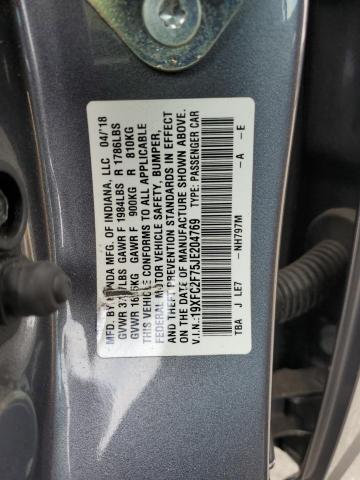 MFD. BY HONDA MFG. OF INDIANA, LLC 04/'18
GVWR LBS GAWR F 1984LBS R 1786LBS
GVWR KG GAWR F 900KG R 810KG
THIS VEHICLE CONFORMS TO ALL APPLICABLE
FEDERAL MOTOR VEHICLE SAFETY, BUMPER,
AND THEFT PREVENTION STANDARDS IN EFFECT
ON THE DATE OF MANUFACTURE SHOWN ABOVE.
V.I.N.: 19XFC2F75JE204769 TYPE: PASSENGER CAR
NH797M
TBA J LE7 - A - E